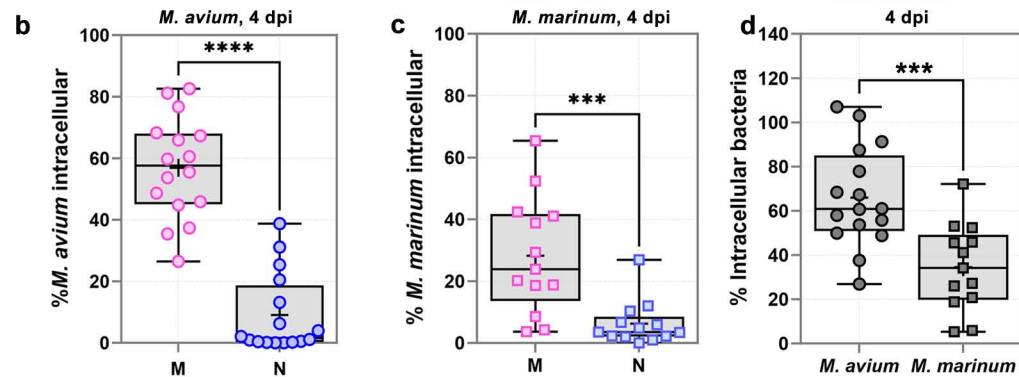 b
M. avium, 4 dpi
%M. avium intracellular
100
80
60
40
20
0
****
M
N
c
M. marinum, 4 dpi
% M. marinum intracellular
100
80
60
40
20
0
***
M
N
d
4 dpi
% Intracellular bacteria
140
120
100
80
60
40
20
0
***
M. avium
M. marinum